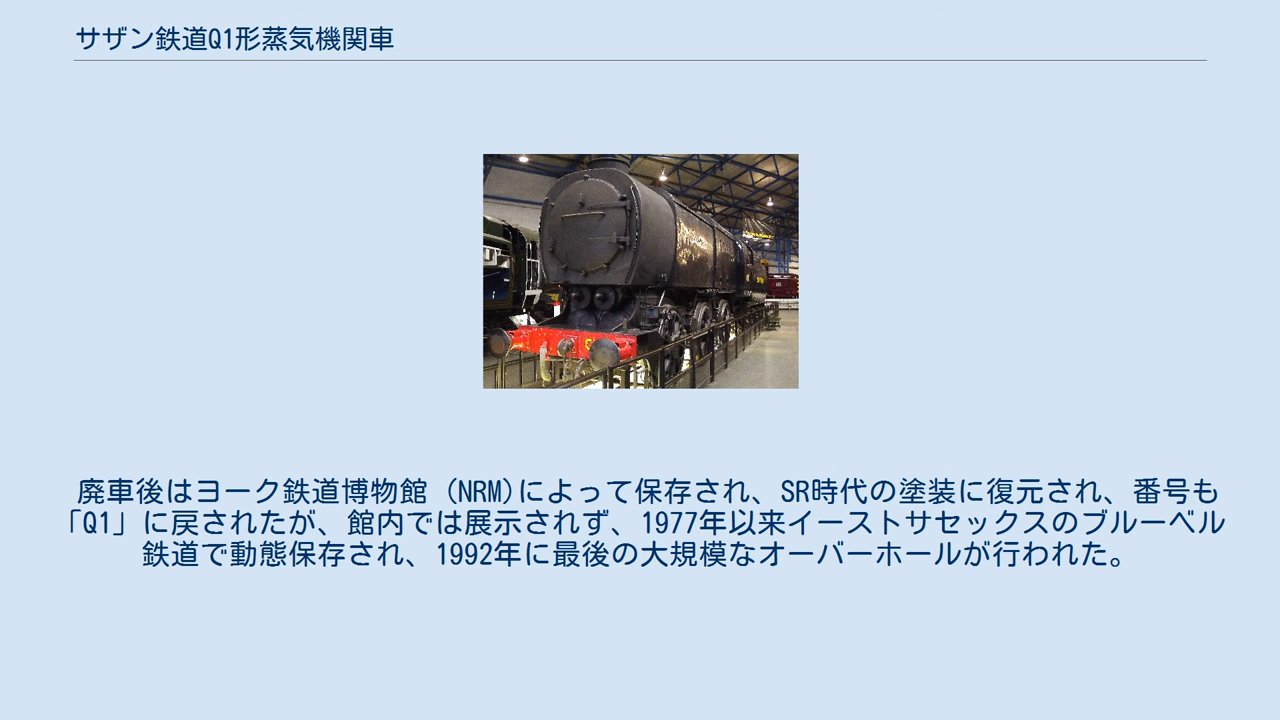 サザン鉄道Q1形蒸気機関車
廃車後はヨーク鉄道博物館 (NRM)によって保存され、SR時代の塗装に復元され、番号も
「Q1」に戻されたが、館内では展示されず、1977年以来イーストサセックスのブルーベル
鉄道で動態保存され、1992年に最後の大規模なオーバーホールが行われた。